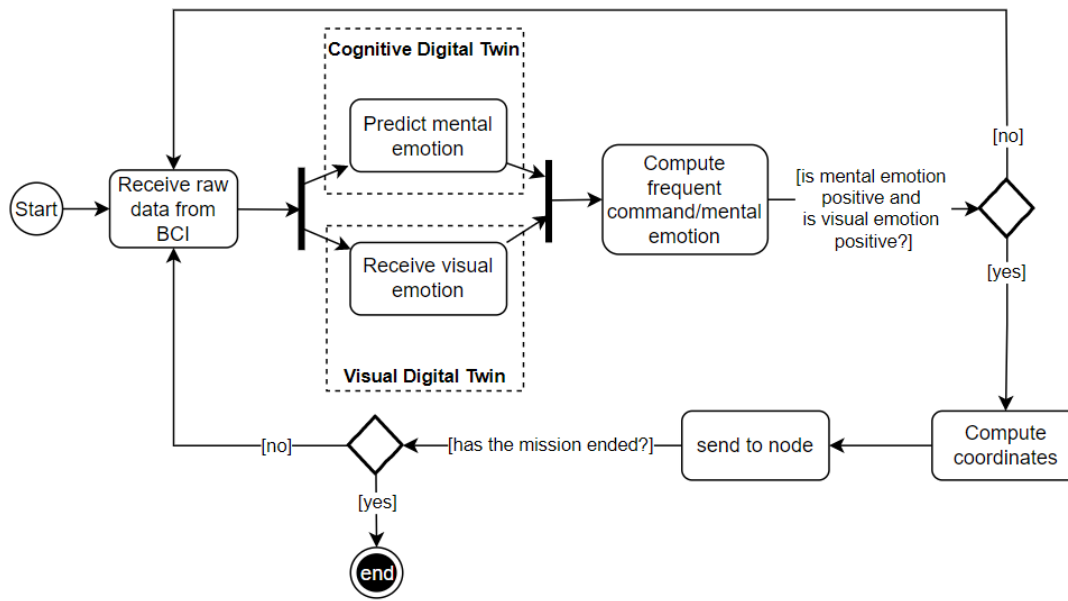 Cognitive Digital Twin
Predict mental
emotion
[no]
Start
Receive raw
data from
BCI
Compute
frequent
command/mental
emotion
[is mental emotion
positive and
is visual emotion
positive?]
Receive visual
emotion
[yes]
Visual Digital Twin
[no]
[has the mission ended?]
send to node
Compute
coordinates
[yes]
end